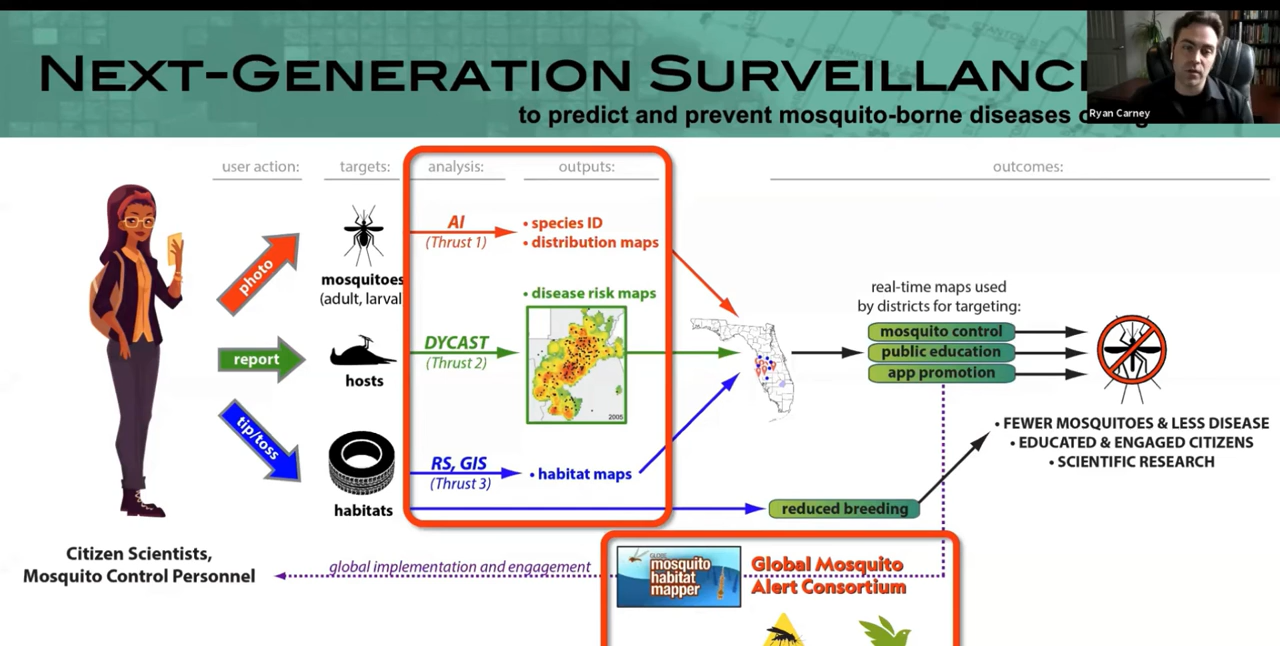 NEXT-GENERATION SURVEILLANC
to predict and prevent mosquito-borne diseases
Ryan Carney
user action:
targets:
analysis:
outputs:
outcomes:
photo
mosquitoes
(adult, larval
AI
(Thrust 1)
• species ID
• distribution maps
report
hosts
DYCAST
(Thrust 2)
• disease risk maps
2005
tip/toss
habitats
RS, GIS
(Thrust 3)
• habitat maps
real-time maps used
by districts for targeting:
mosquito control
public education
app promotion
reduced breeding
• FEWER MOSQUITOES & LESS DISEASE
• EDUCATED & ENGAGED CITIZENS
• SCIENTIFIC RESEARCH
Citizen Scientists,
Mosquito Control Personnel
global implementation and engagement
GLOBE
mosquito
habitat
mapper
Global Mosquito
Alert Consortium